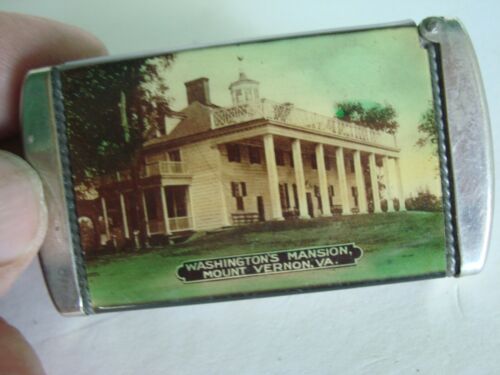 WASHINGTON'S MANSION,
MOUNT VERNON, VA.